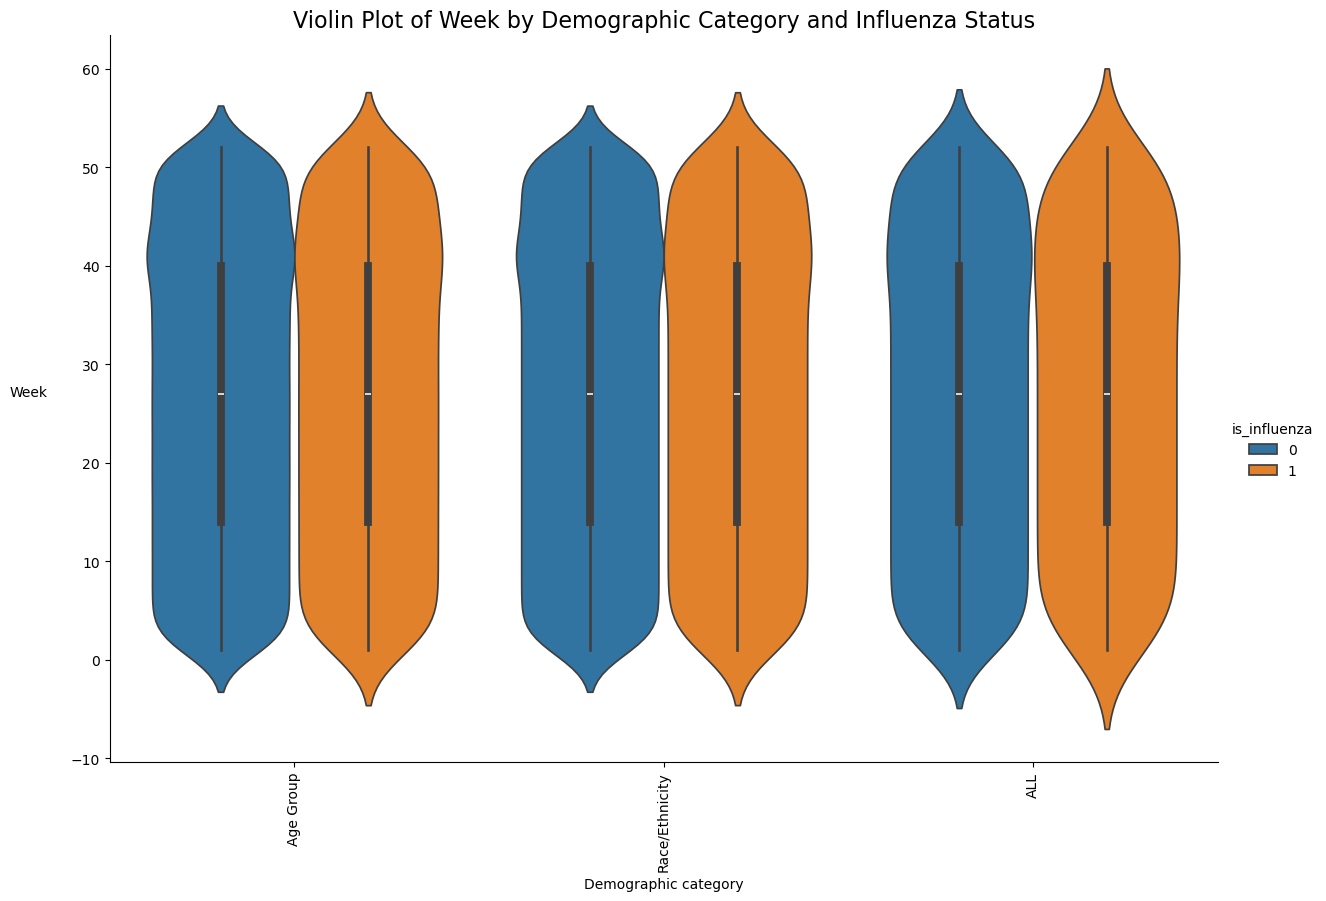 Violin Plot of Week by Demographic Category and Influenza Status
60
50
40
30
20
10
0
−10
Week
Age Group
Race/Ethnicity
ALL
Demographic category
is_influenza
0
1